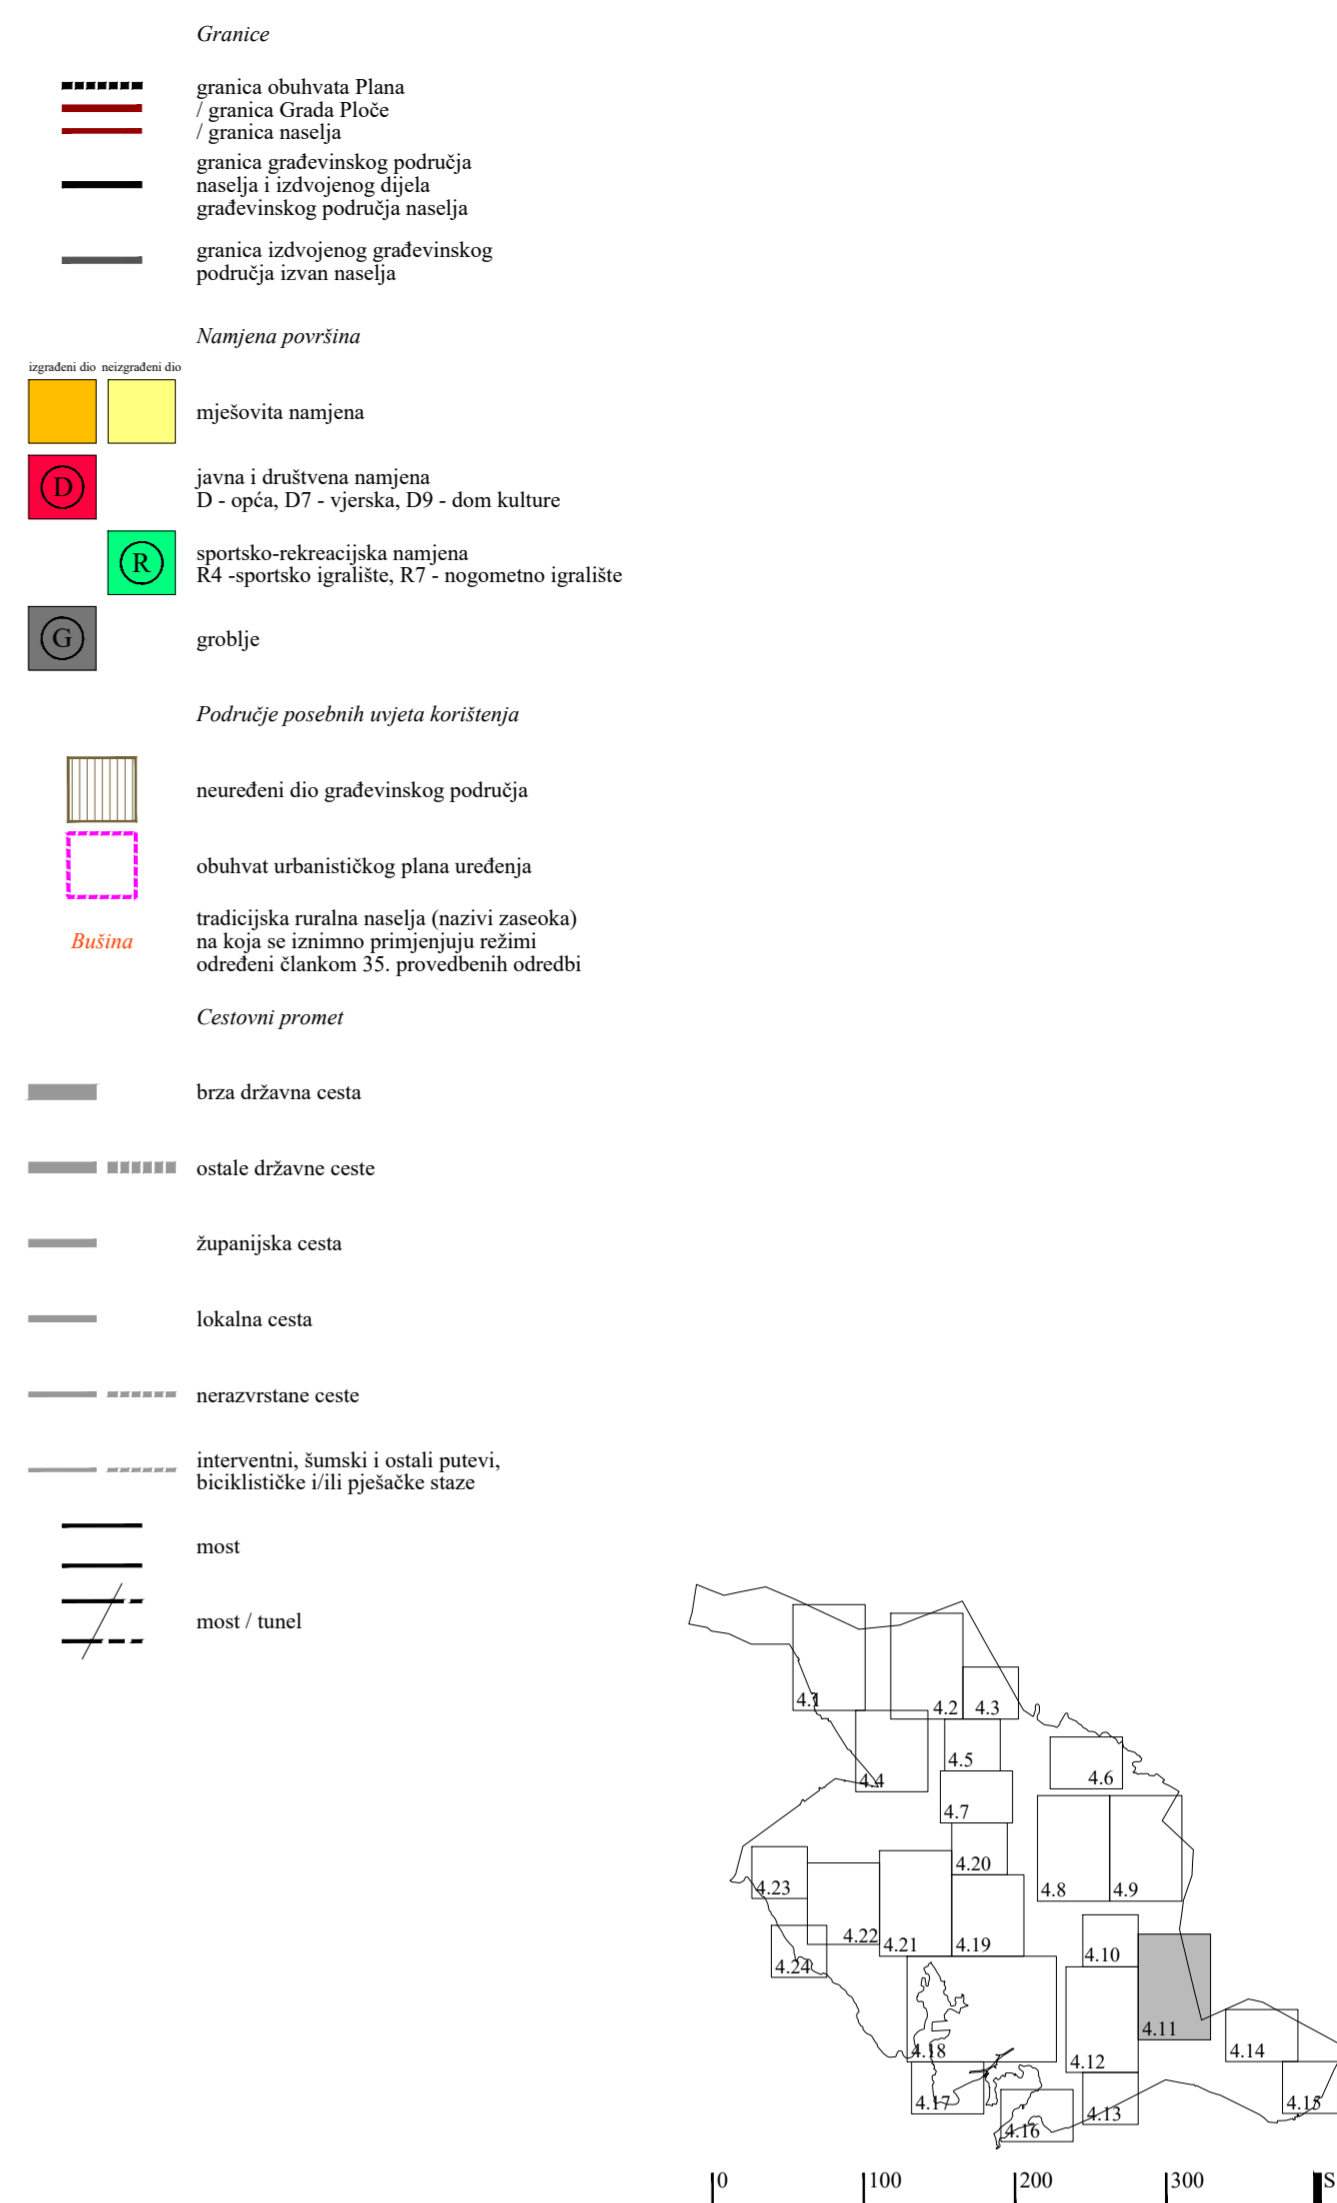 Granice
granica obuhvata Plana
/ granica Grada Ploče
/ granica naselja
granica građevinskog područja
naselja i izdvojenog dijela
građevinskog područja naselja
granica izdvojenog građevinskog
područja izvan naselja
Namjena površina
izgrađeni dio neizgrađeni dio
mješovita namjena
D
javna i društvena namjena
D - opća, D7 - vjerska, D9 - dom kulture
R
sportsko-rekreacijska namjena
R4 -sportsko igralište, R7 - nogometno igralište
G
groblje
Područje posebnih uvjeta korištenja
neuređeni dio građevinskog područja
obuhvat urbanističkog plana uređenja
Bušina
tradicijska ruralna naselja (nazivi zaseoka)
na koja se iznimno primjenjuju režimi
određeni člankom 35. provedbenih odredbi
Cestovni promet
brza državna cesta
ostale državne ceste
županijska cesta
lokalna cesta
nerazvrstane ceste
interventni, šumski i ostali putevi,
biciklističke i/ili pješačke staze
most
most / tunel
4.1
4.2
4.3
4.4
4.5
4.6
4.7
4.20
4.23
4.8
4.9
4.22
4.21
4.19
4.10
4.24
4.11
4.18
4.12
4.14
4.17
4.13
4.15
4.16
0 100 200 300 S